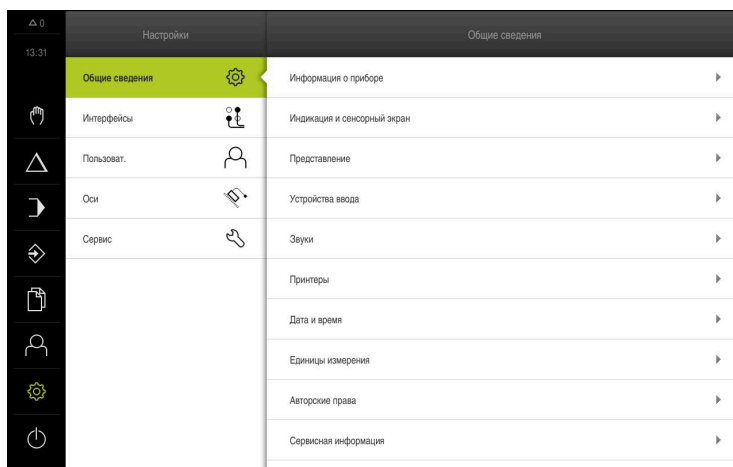 0
13:31
Настройки
Общие сведения
Интерфейсы
Пользоват.
Оси
Сервис
Общие сведения
Информация о приборе
Индикация и сенсорный экран
Представление
Устройства ввода
Звуки
Принтеры
Дата и время
Единицы измерения
Авторские права
Сервисная информация